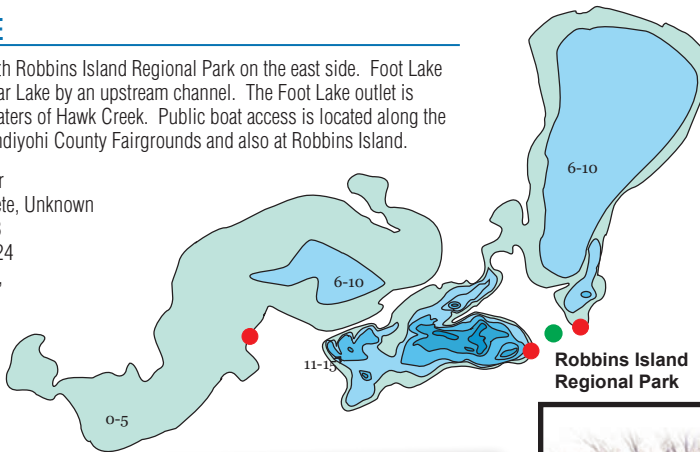 th Robbins Island Regional Park on the east side. Foot Lake
ar Lake by an upstream channel. The Foot Lake outlet is
aters of Hawk Creek. Public boat access is located along the
ndiyohi County Fairgrounds and also at Robbins Island.
r
ete, Unknown
24
6-10
6-10
11-15
0-5
Robbins Island
Regional Park